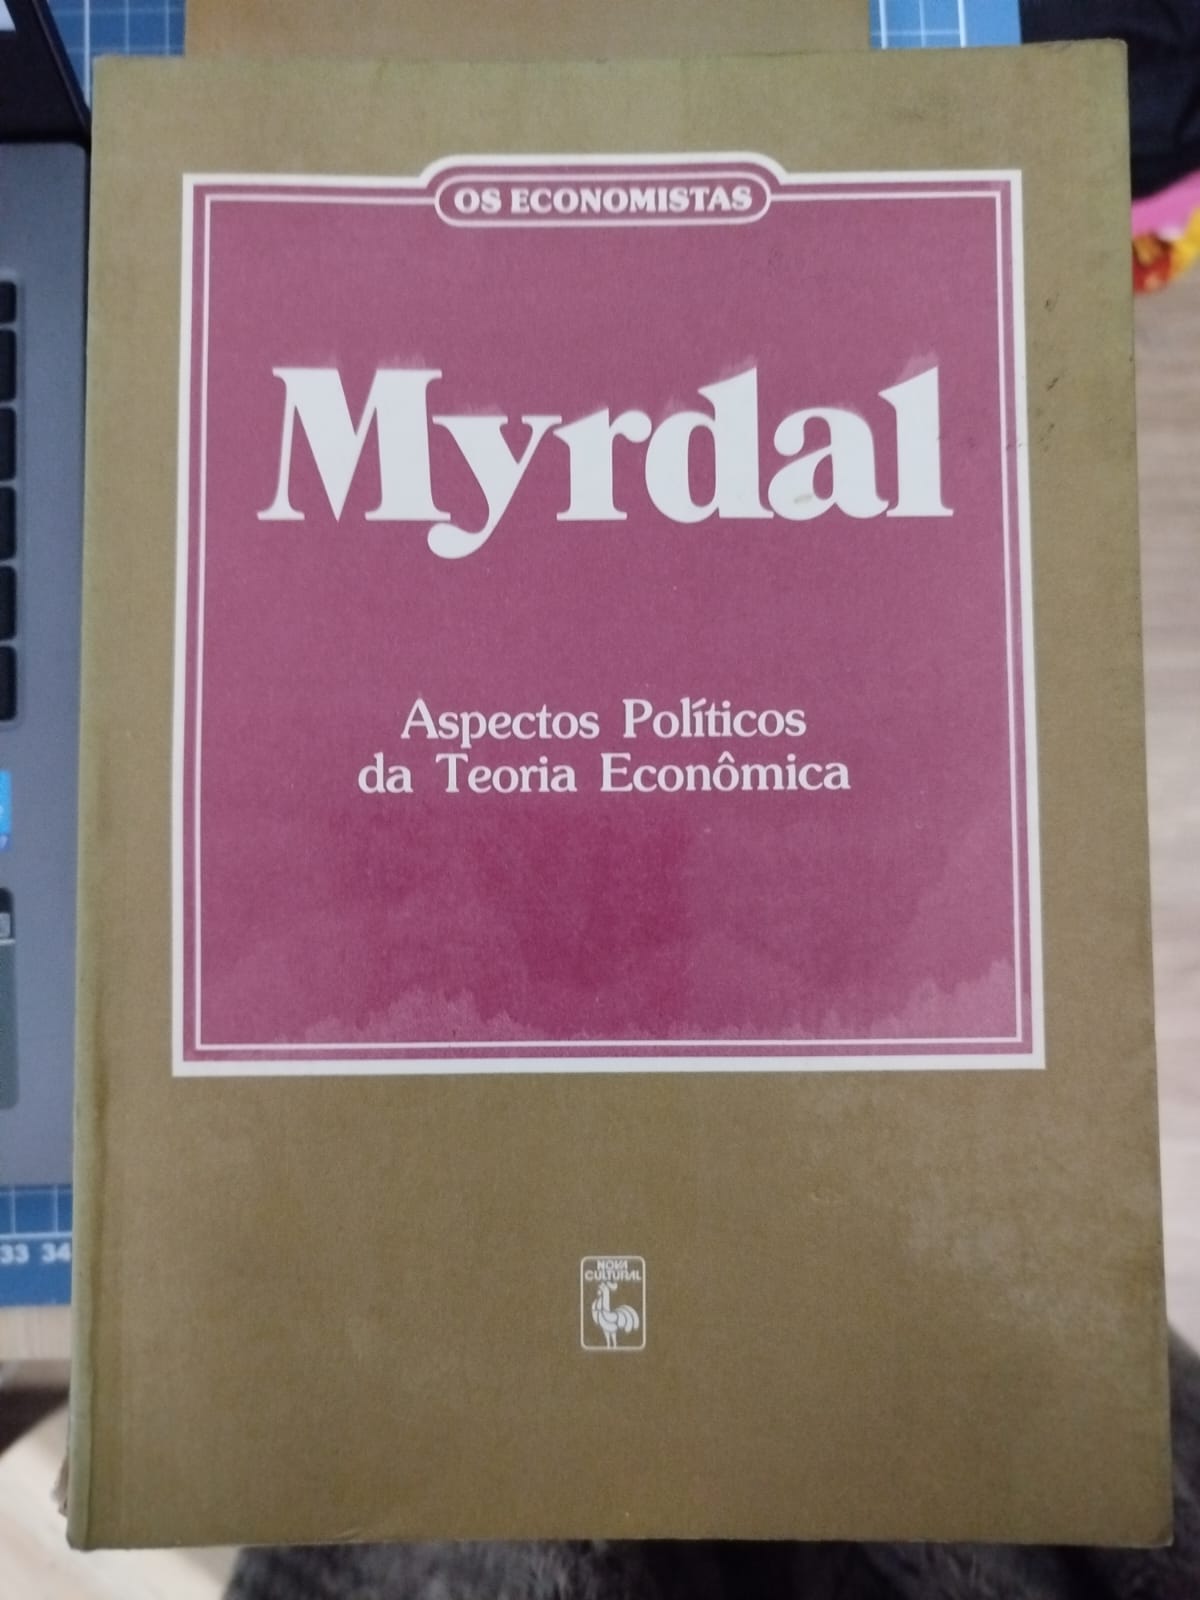 OS ECONOMISTAS
Myrdal
Aspectos Políticos
da Teoria Econômica
NOVA
CULTURAL
33 34